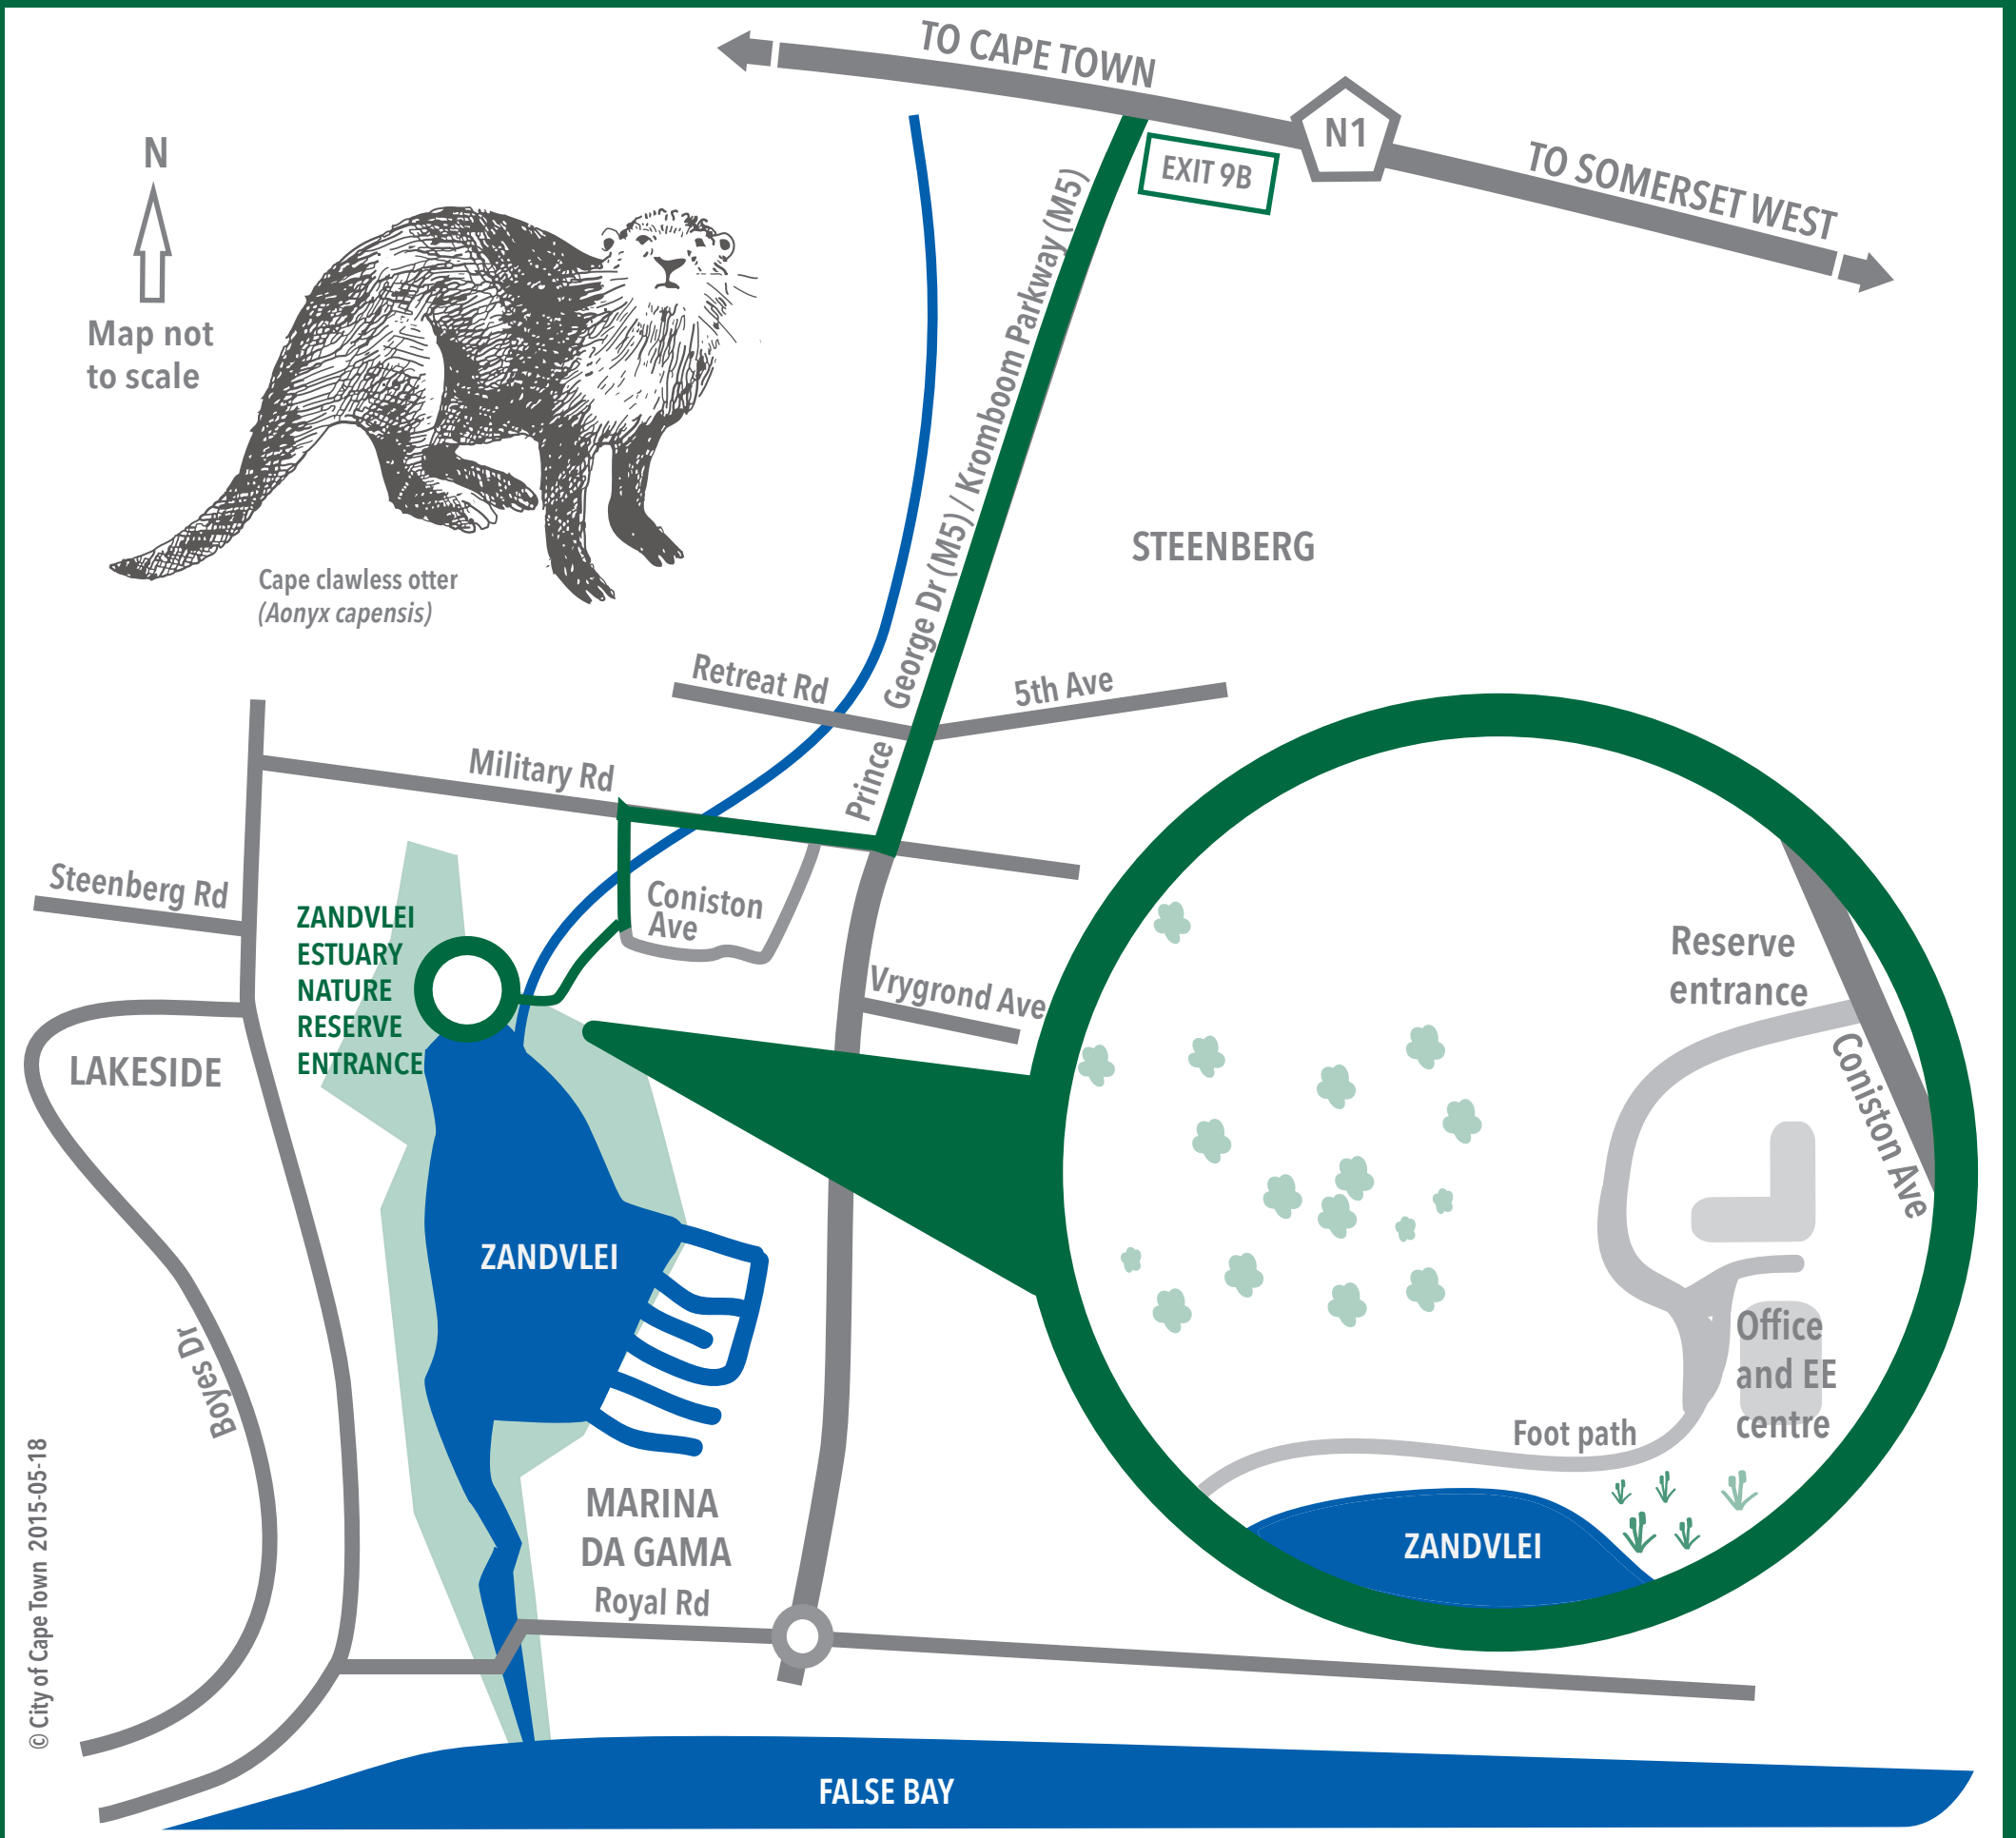 TO CAPE TOWN
N1
EXIT 9B
TO SOMERSET WEST
N
Map not
to scale
Cape clawless otter
(Aonyx capensis)
Prince George Dr (M5) / Kromboom Parkway (M5)
STEENBERG
Retreat Rd
5th Ave
Military Rd
Steenberg Rd
Coniston
Ave
Vrygrond Ave
ZANDVLEI
ESTUARY
NATURE
RESERVE
ENTRANCE
LAKESIDE
Reserve
entrance
Coniston Ave
ZANDVLEI
Boyes Dr
Office
and EE
centre
Foot path
ZANDVLEI
MARINA
DA GAMA
Royal Rd
FALSE BAY
© City of Cape Town 2015-05-18